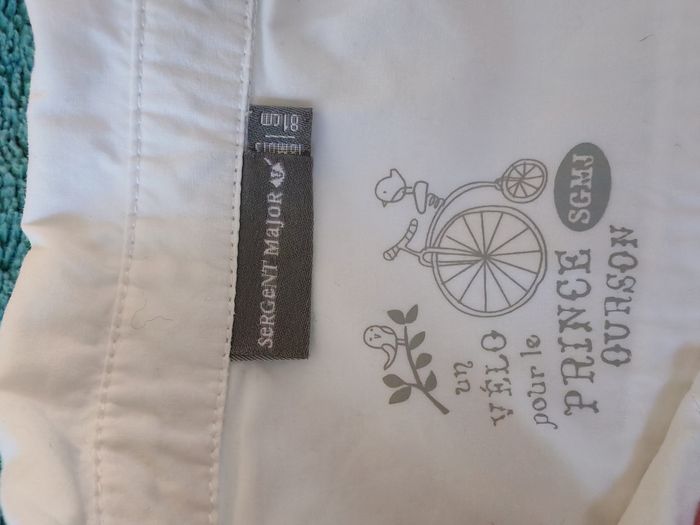 SeRGeNT MajoR
81cm
SGMJ
un
VÉLO
pour le
PRINCE
OURSON